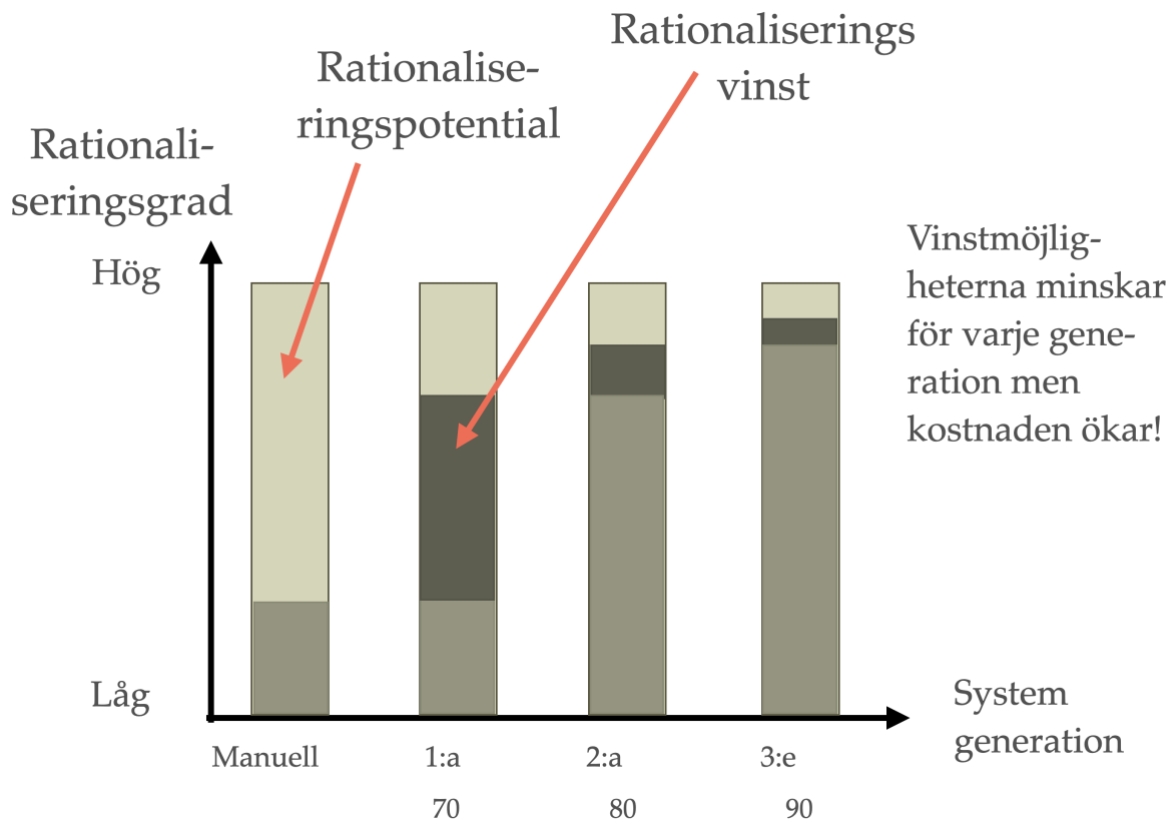 Rationaliserings
vinst
Rationalise-
ringspotential
Rationali-
seringsgrad
Hög
Vinstmöjlig-
heterna minskar
för varje gene-
ration men
kostnaden ökar!
Låg
System
generation
Manuell 1:a 2:a 3:e
70 80 90